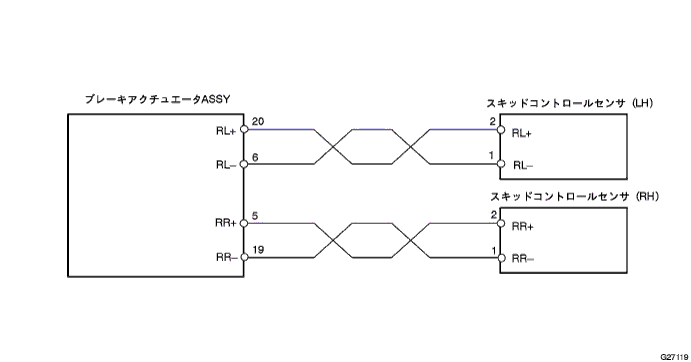 ブレーキアクチュエータASSY
スキッドコントロールセンサ (LH)
RL+ 20 2 RL+
RL− 6 1 RL−
スキッドコントロールセンサ (RH)
RR+ 5 2 RR+
RR− 19 1 RR−
G27119